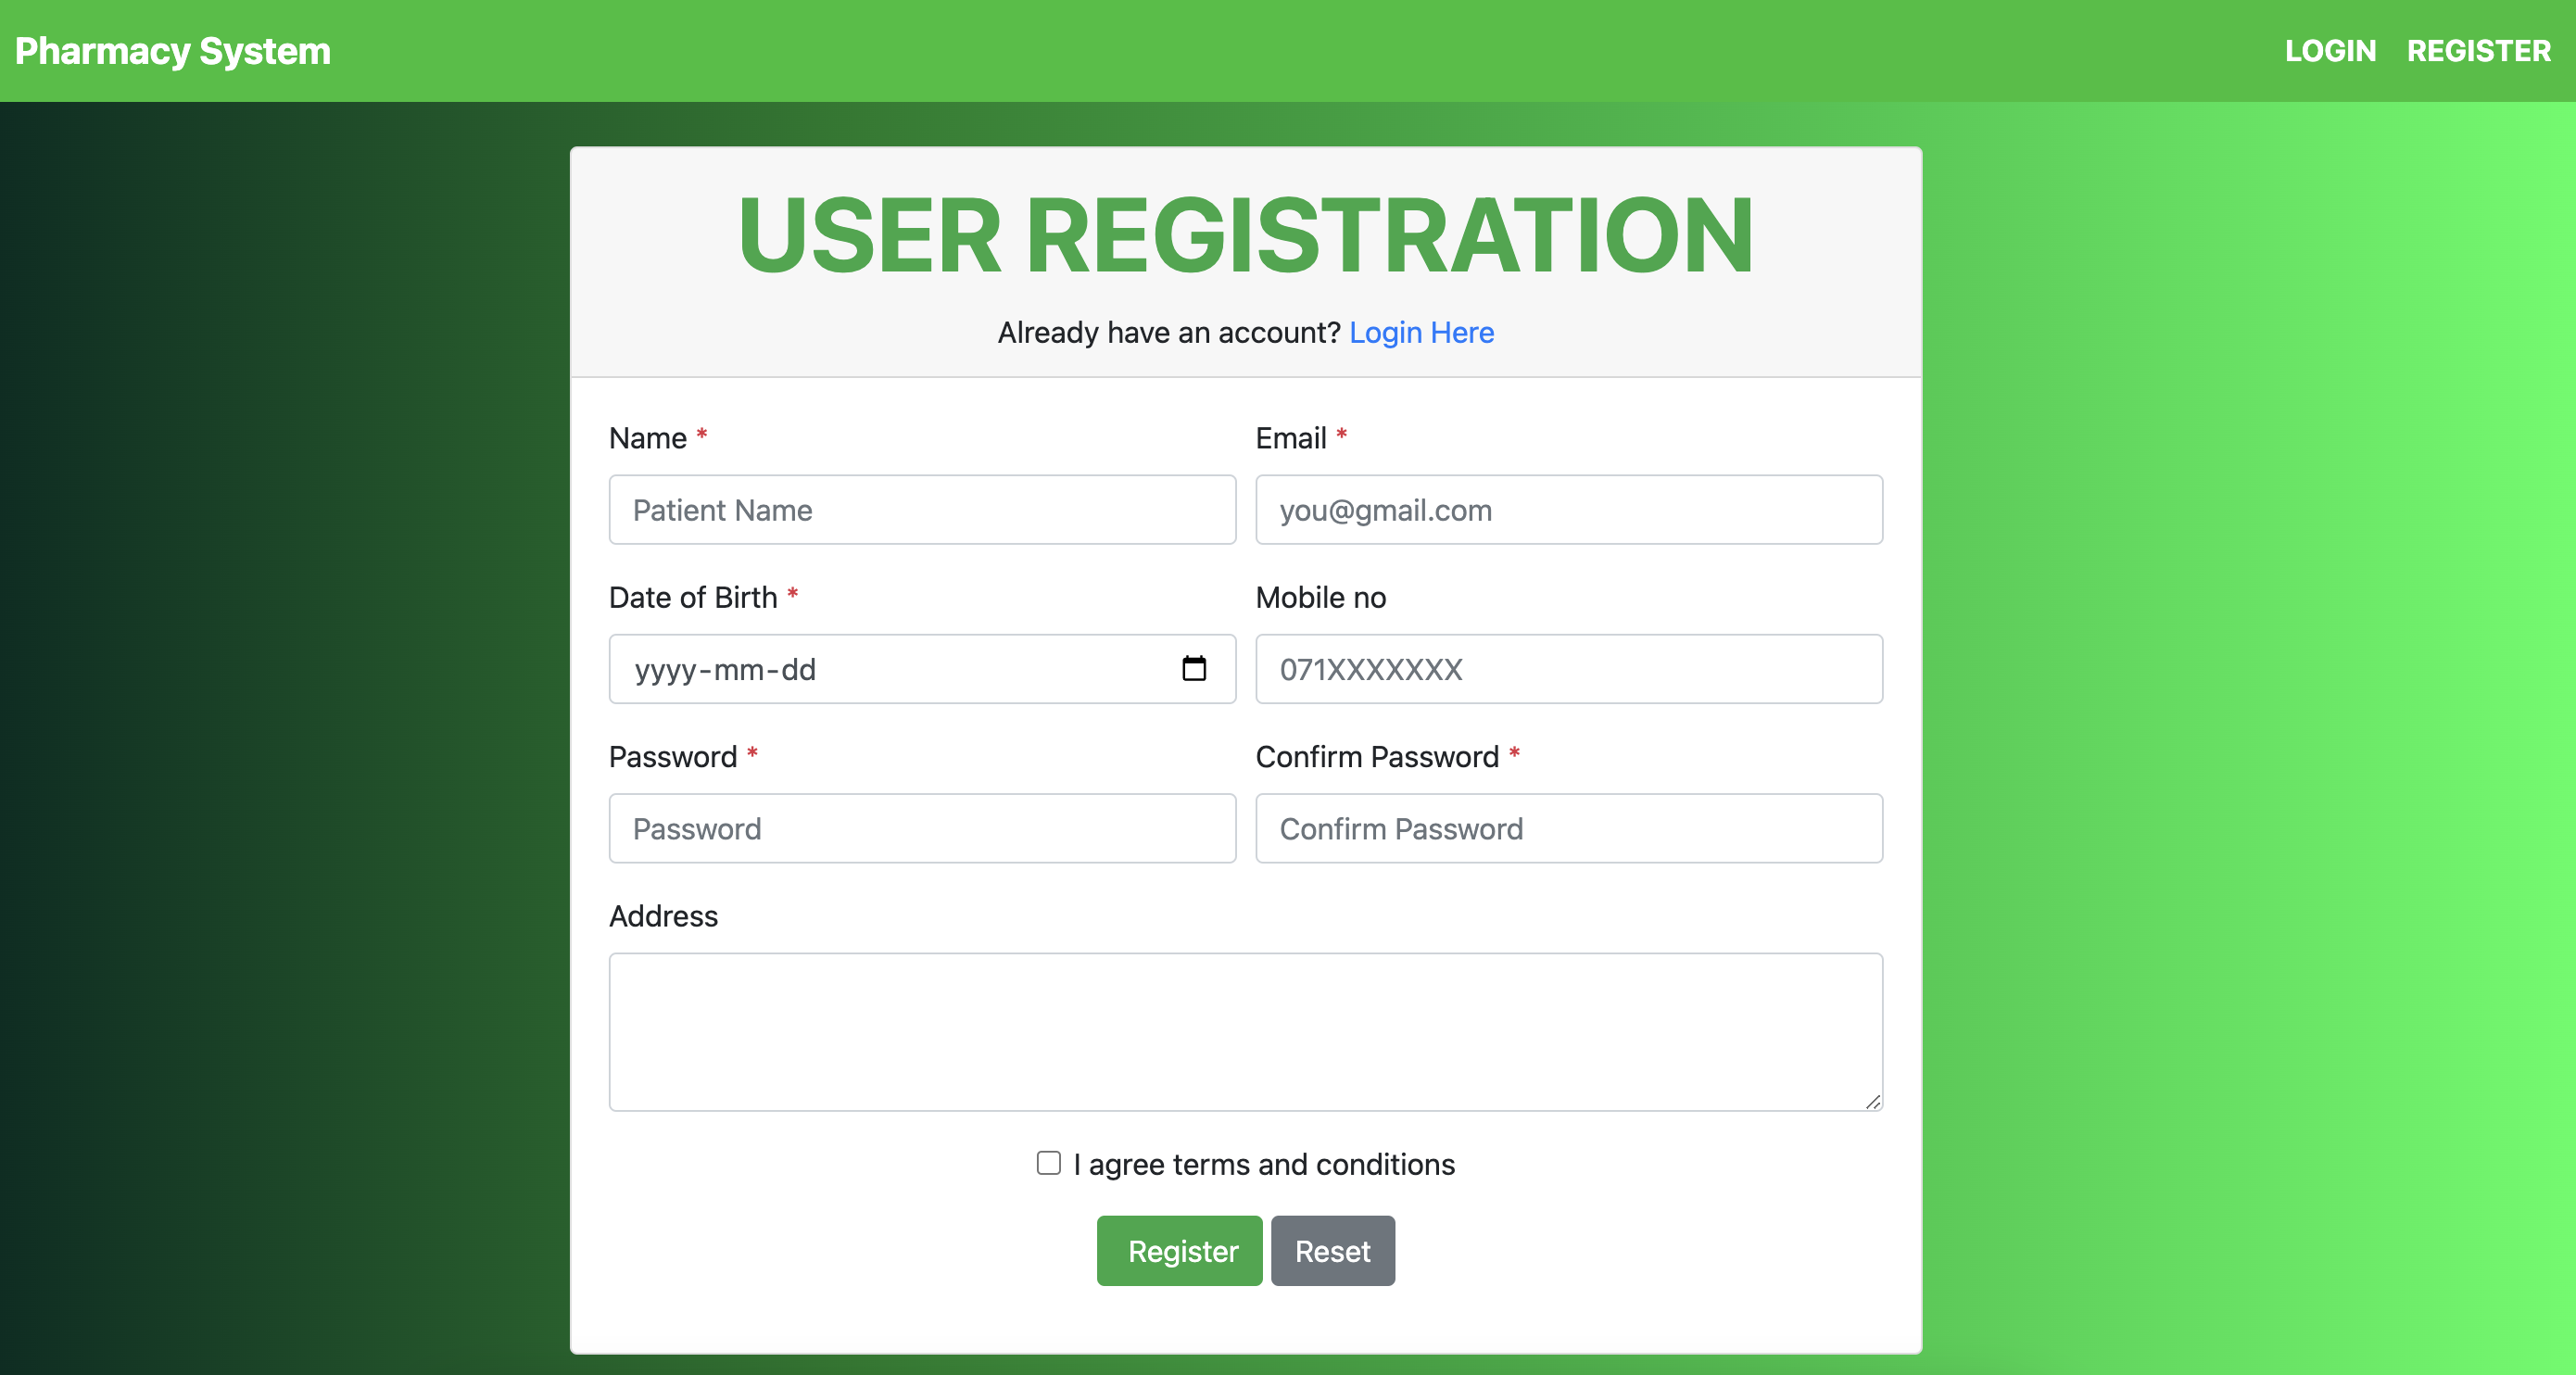 Pharmacy System
LOGIN REGISTER
USER REGISTRATION
Already have an account? Login Here
Name * Email *
Patient Name you@gmail.com
Date of Birth * Mobile no
yyyy-mm-dd 071XXXXXXX
Password * Confirm Password *
Password Confirm Password
Address
I agree terms and conditions
Register Reset